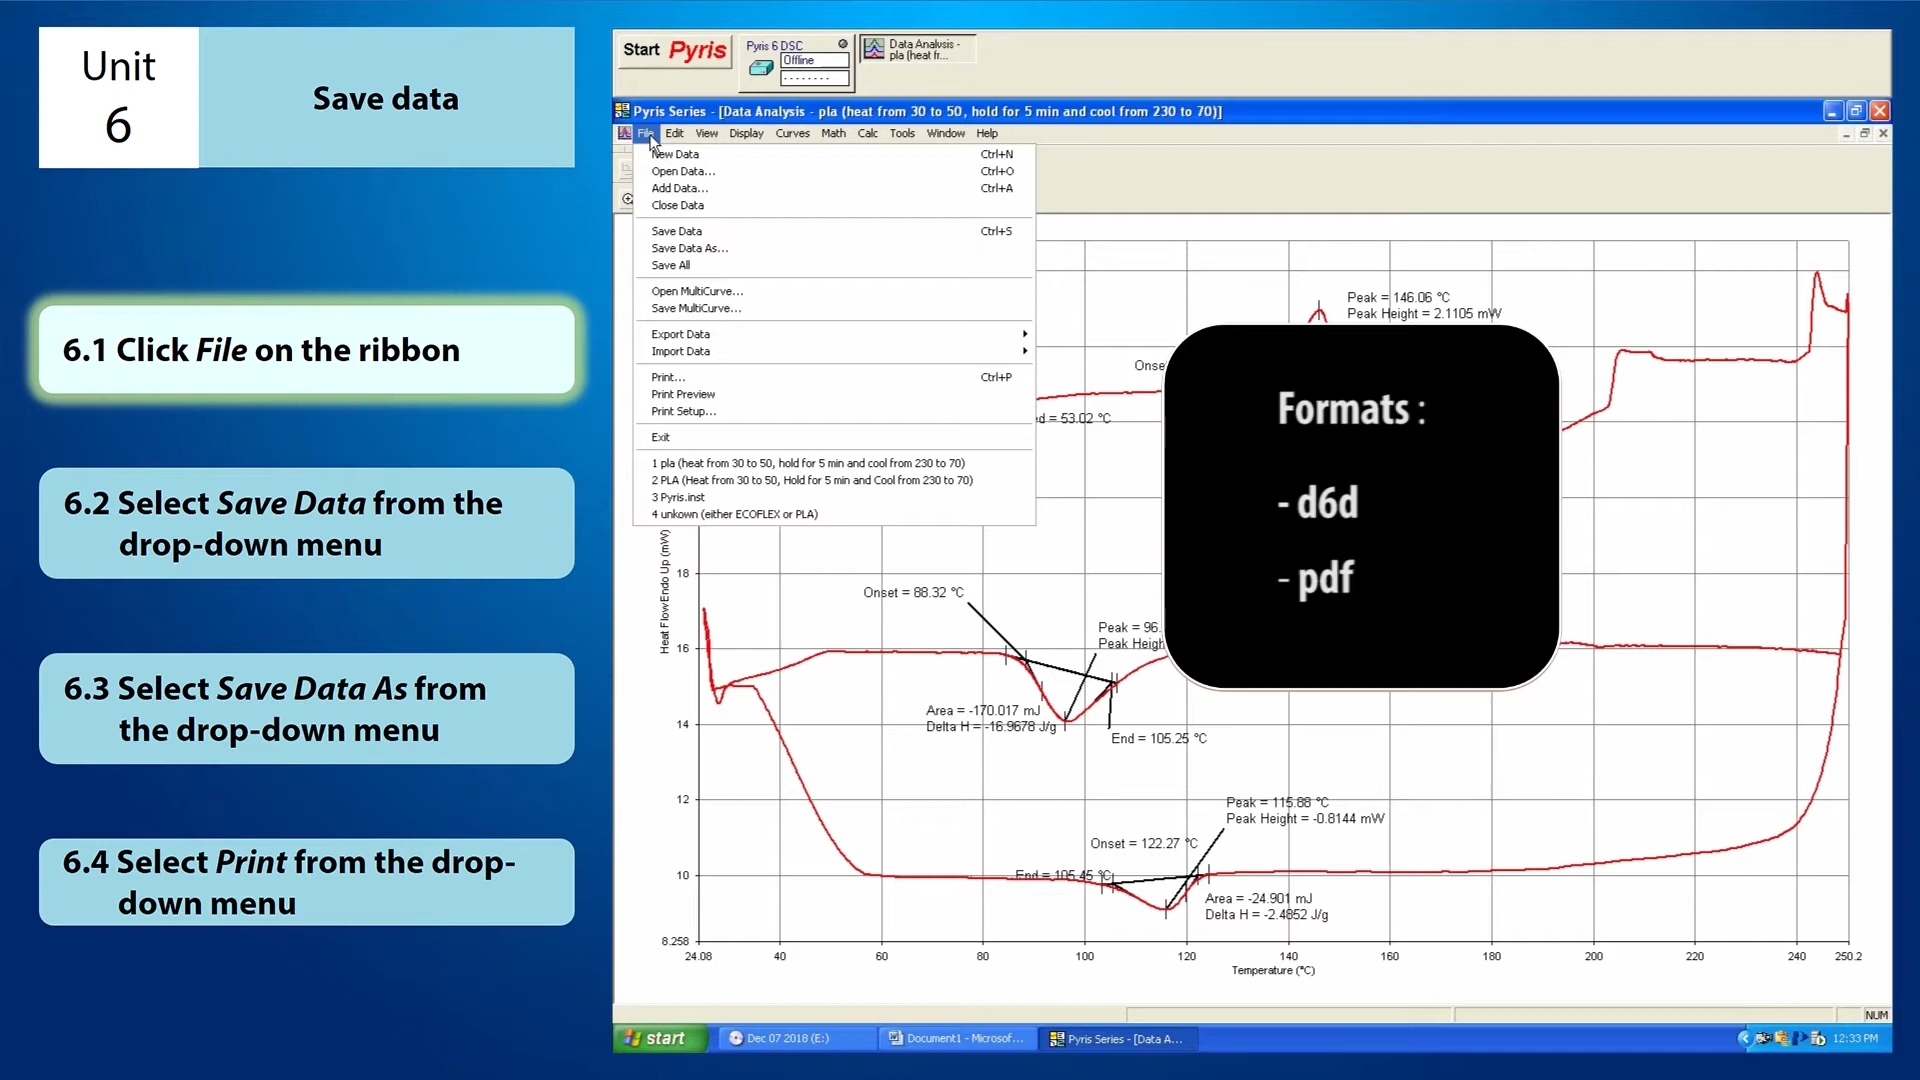 Unit
6
Save data
6.1 Click File on the ribbon
6.2 Select Save Data from the
drop-down menu
6.3 Select Save Data As from
the drop-down menu
6.4 Select Print from the drop-
down menu
Start Pyris
Pyris 6 DSC
Offline
--------
Data Analysis -
pla (heat fr...
Pyris Series - [Data Analysis - pla (heat from 30 to 50, hold for 5 min and cool from 230 to 70)]
File Edit View Display Curves Math Calc Tools Window Help
New Data Ctrl+N
Open Data... Ctrl+O
Add Data... Ctrl+A
Close Data
Save Data Ctrl+S
Save Data As...
Save All
Open MultiCurve...
Save MultiCurve...
Export Data
Import Data
Print... Ctrl+P
Print Preview
Print Setup...
Exit
1 pla (heat from 30 to 50, hold for 5 min and cool from 230 to 70)
2 PLA (Heat from 30 to 50, Hold for 5 min and Cool from 230 to 70)
3 Pyris.inst
4 unkown (either ECOFLEX or PLA)
Peak = 146.06 °C
Peak Height = 2.1105 mW
Onset
d = 53.02 °C
Formats :
- d6d
- pdf
Heat Flow Endo Up (mW)
18
16
14
12
10
8.258
Onset = 88.32 °C
Peak = 96.
Peak Heigh
Area = -170.017 mJ
Delta H = -16.9678 J/g
End = 105.25 °C
Peak = 115.88 °C
Peak Height = -0.8144 mW
Onset = 122.27 °C
End = 105.45 °C
Area = -24.901 mJ
Delta H = -2.4852 J/g
24.08 40 60 80 100 120 140 160 180 200 220 240 250.2
Temperature (°C)
NUM
start
Dec 07 2018 (E:)
Document1 - Microsof...
Pyris Series - [Data A...
12:33 PM